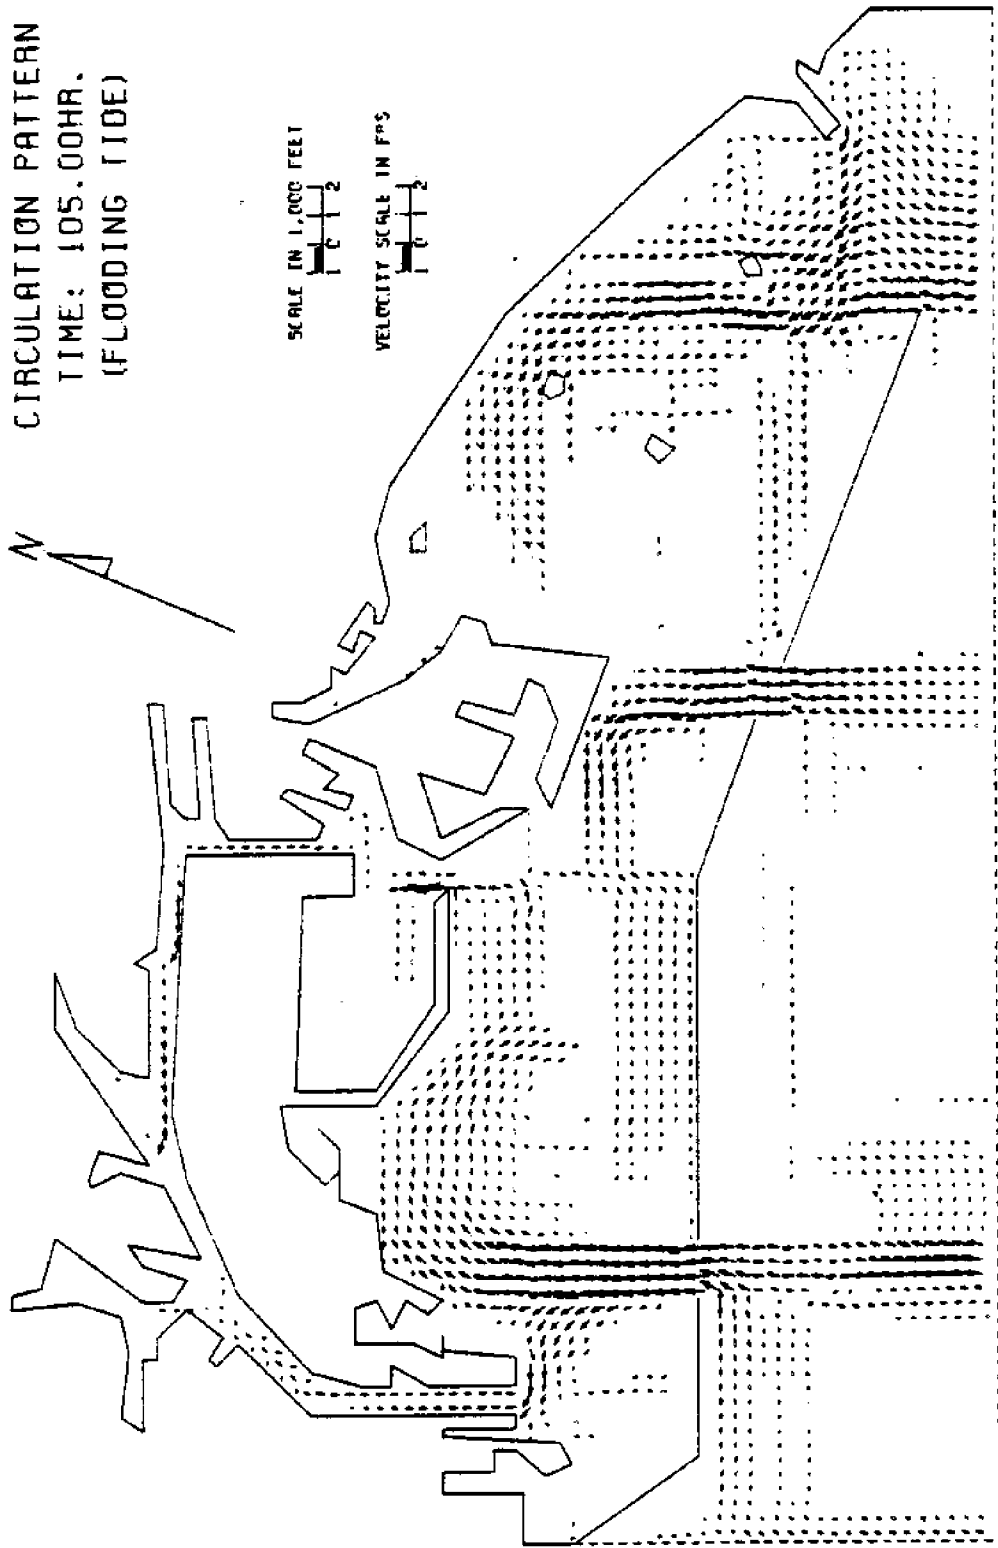 CIRCULATION PATTERN
TIME: 105.00HR.
(FLOODING TIDE)
SCALE IN 1,000 FEET
1 0 1 2
VELOCITY SCALE IN FPS
1 0 1 2
N